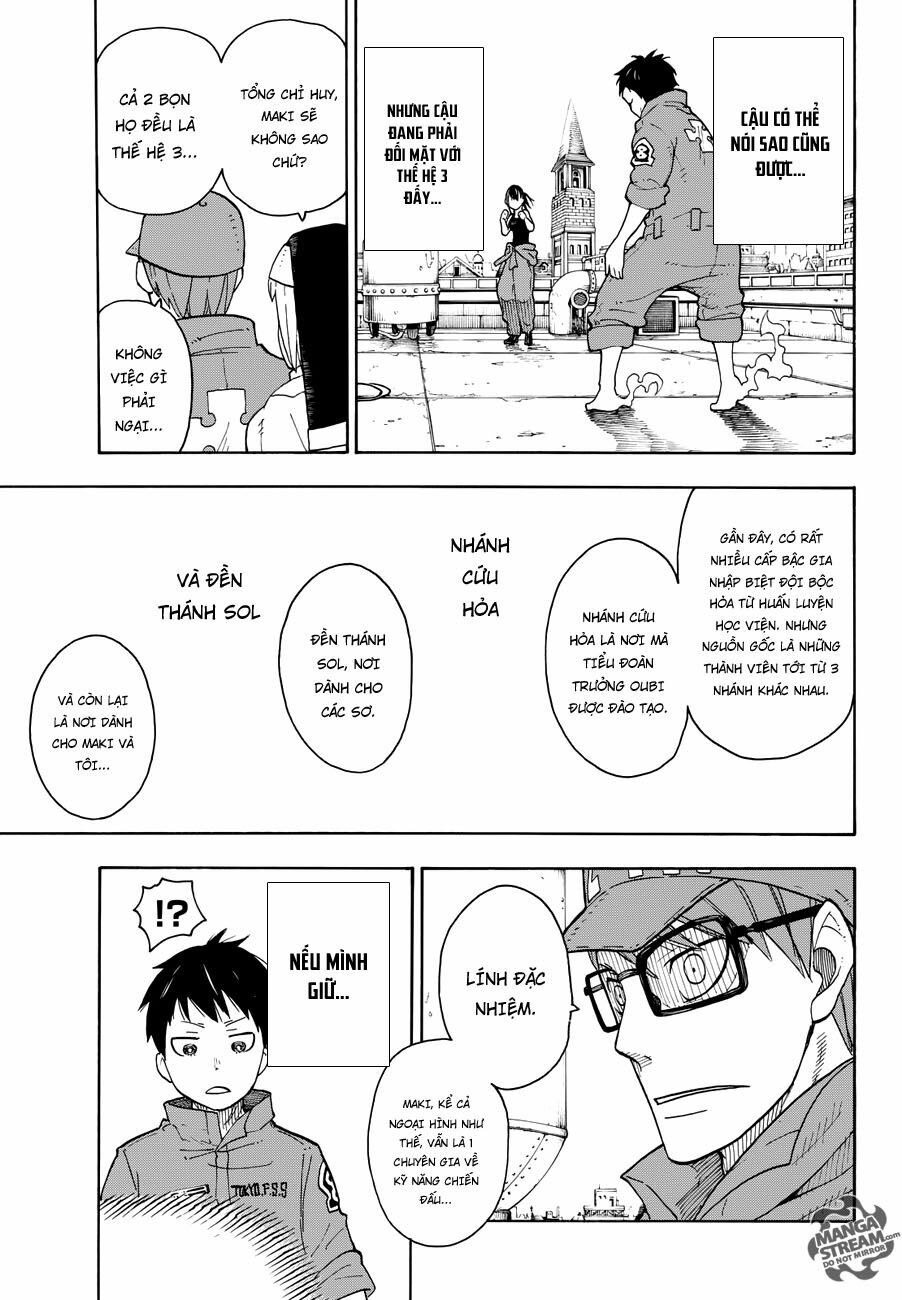 CẬU CÓ THỂ
NÓI SAO CŨNG
ĐƯỢC...
NHƯNG CẬU
ĐANG PHẢI
ĐỐI MẶT VỚI
THẾ HỆ 3
ĐẤY...
TỔNG CHỈ HUY,
MAKI SẼ
KHÔNG SAO
CHỨ?
CẢ 2 BỌN
HỌ ĐỀU LÀ
THẾ HỆ 3...
KHÔNG
VIỆC GÌ
PHẢI
NGẠI...
GẦN ĐÂY, CÓ RẤT
NHIỀU CẤP BẬC GIA
NHẬP BIỆT ĐỘI BỘC
HỎA TỪ HUẤN LUYỆN
HỌC VIỆN. NHƯNG
NGUỒN GỐC LÀ NHỮNG
THÀNH VIÊN TỚI TỪ 3
NHÁNH KHÁC NHAU.
NHÁNH CỨU
HỎA LÀ NƠI MÀ
TIỂU ĐOÀN
TRƯỞNG OUBI
ĐƯỢC ĐÀO TẠO.
NHÁNH
CỨU
HỎA
ĐỀN THÁNH
SOL, NƠI
DÀNH CHO
CÁC SƠ.
VÀ ĐỀN
THÁNH SOL
VÀ CÒN LẠI
LÀ NƠI DÀNH
CHO MAKI VÀ
TÔI...
LÍNH ĐẶC
NHIỆM.
MAKI, KỂ CẢ
NGOẠI HÌNH NHƯ
THẾ, VẪN LÀ 1
CHUYÊN GIA VỀ
KỸ NĂNG CHIẾN
ĐẤU...
NẾU MÌNH
GIỮ...
!?
TOKYO.F.S.9
MANGA
STREAM.com
DO NOT MIRROR